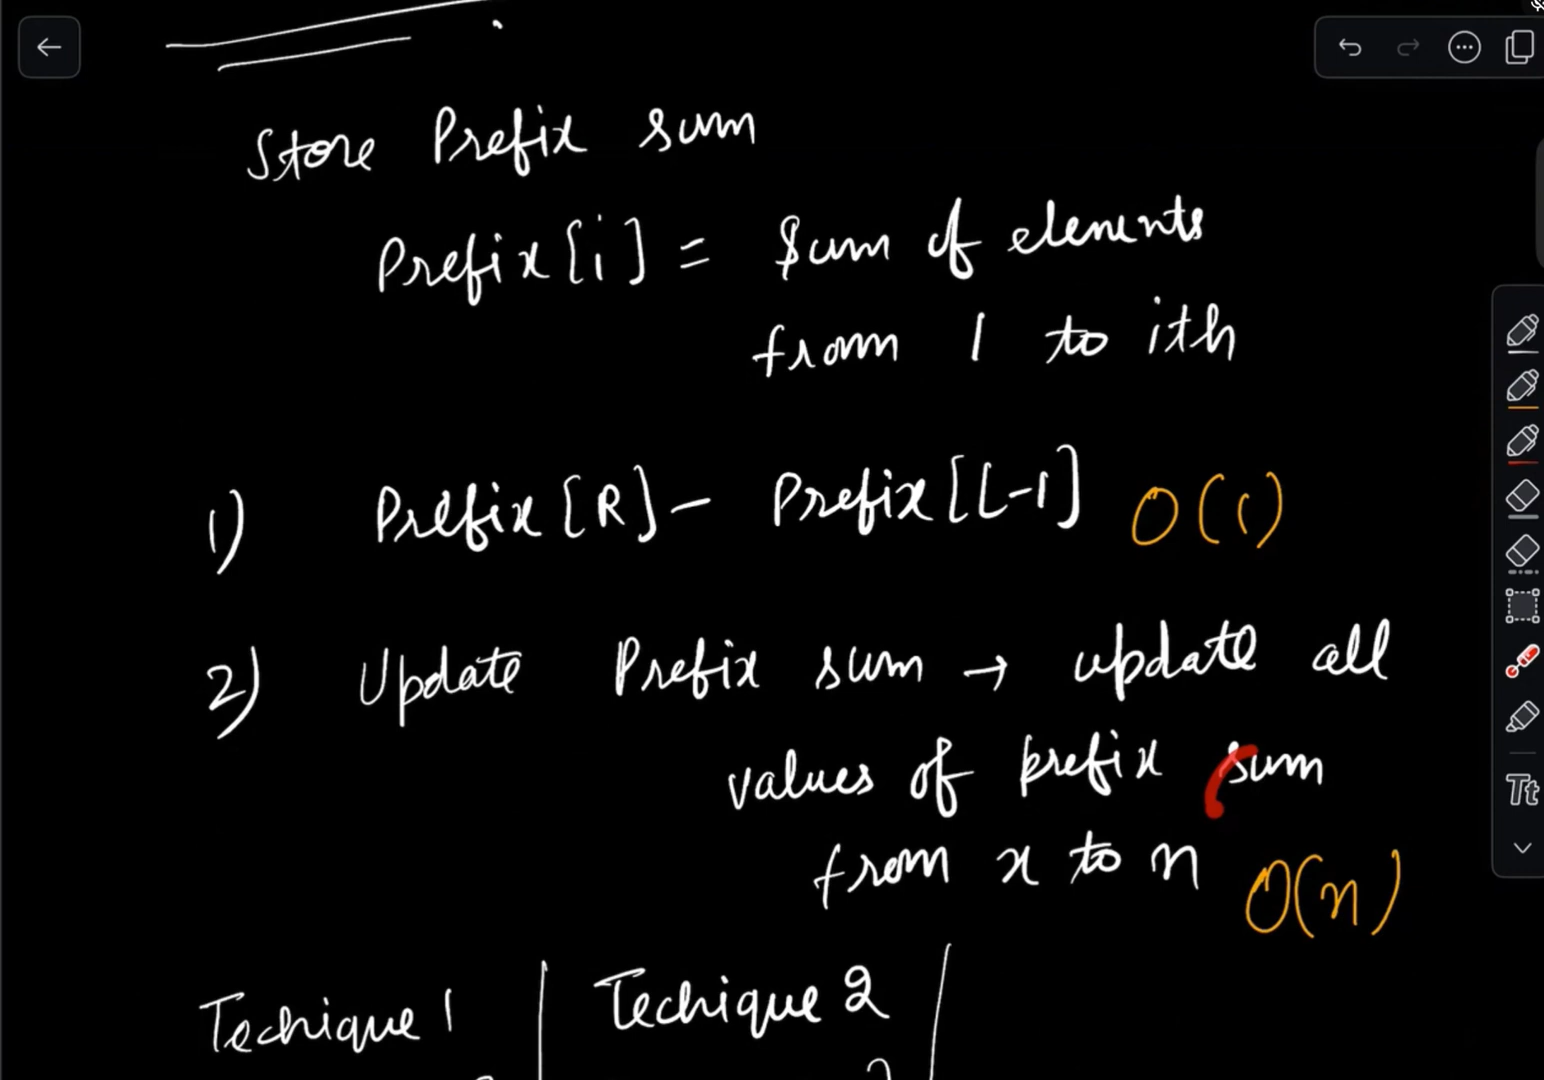 Store Prefix sum
Prefix[i] = Sum of elements
from 1 to ith
1) Prefix[R] - Prefix[L-1] O(1)
2) Update Prefix sum → update all
values of prefix sum
from x to n O(n)
Techique 1 | Techique 2 |
Tt